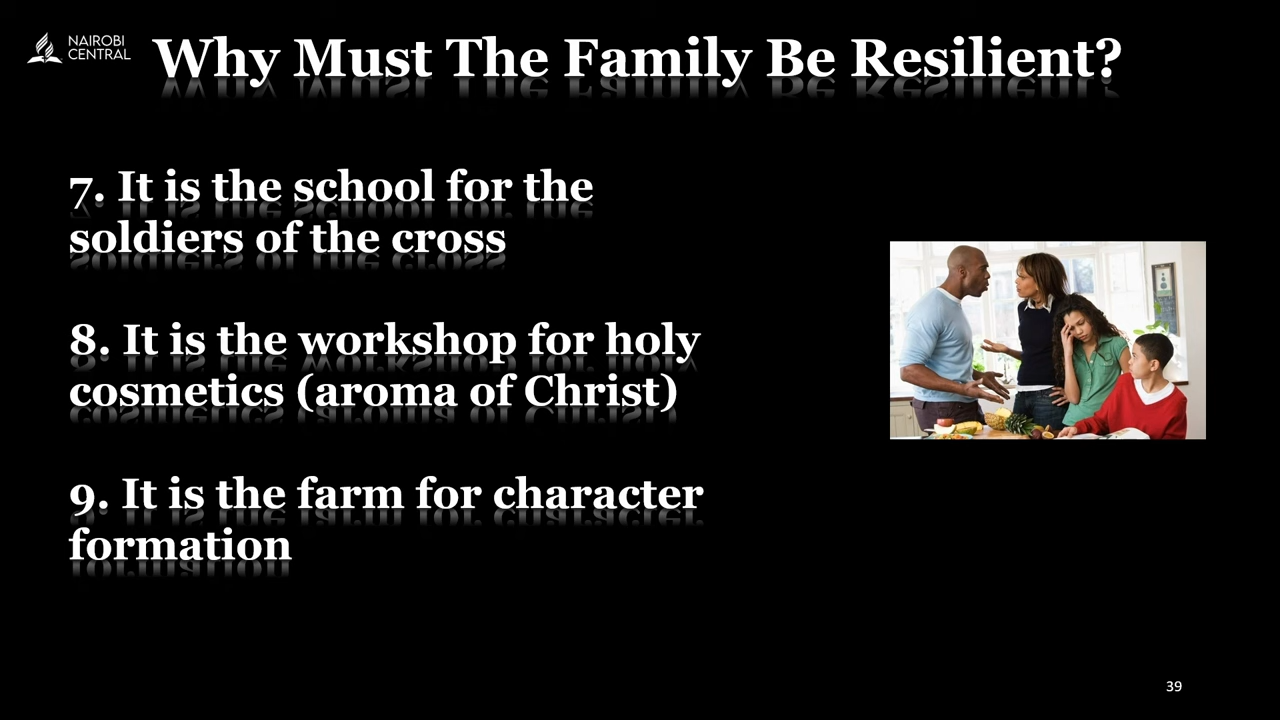 NAIROBI
CENTRAL
Why Must The Family Be Resilient?
7. It is the school for the
soldiers of the cross
8. It is the workshop for holy
cosmetics (aroma of Christ)
9. It is the farm for character
formation
39